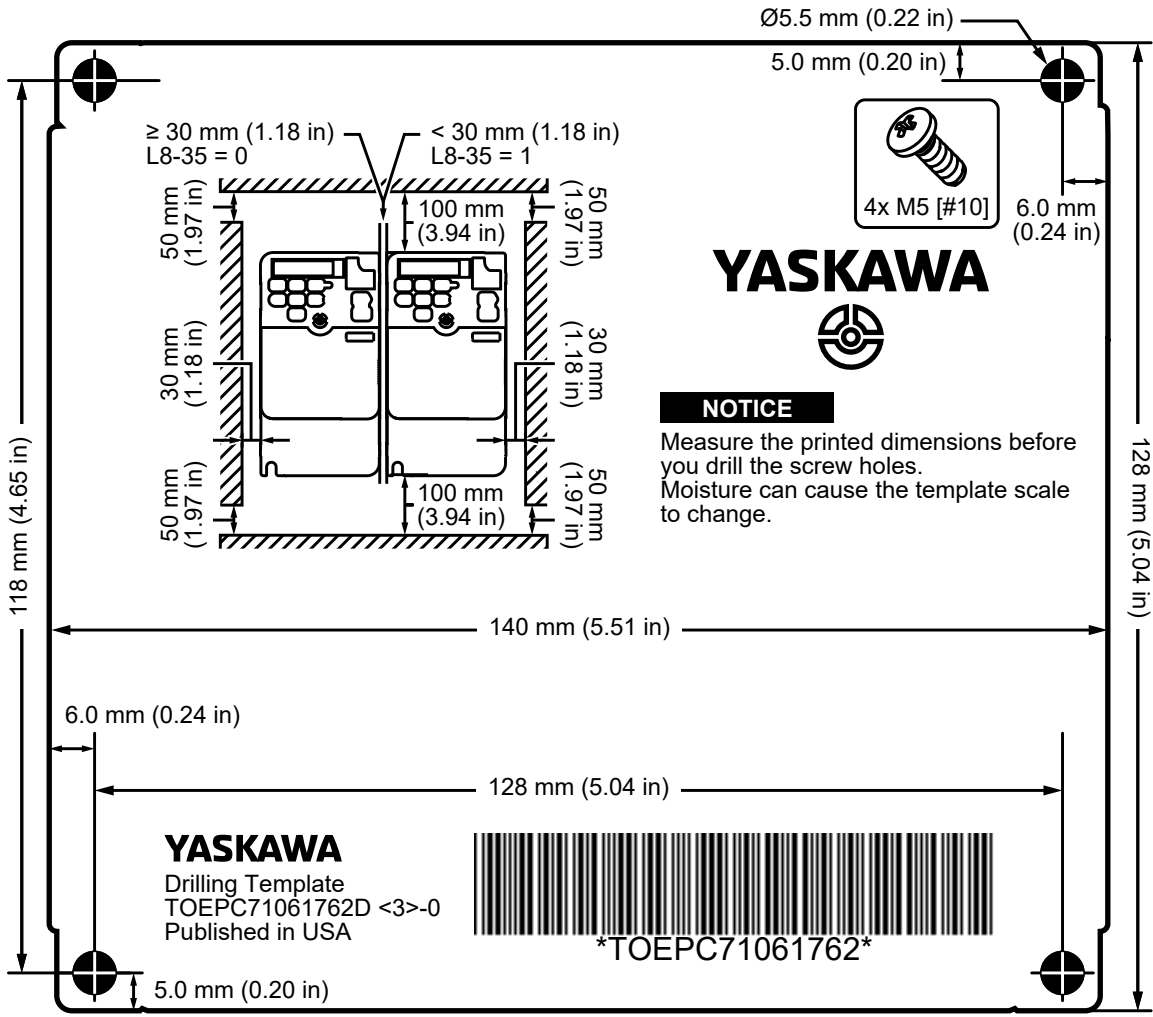 Ø5.5 mm (0.22 in)
5.0 mm (0.20 in)
≥ 30 mm (1.18 in)
L8-35 = 0
< 30 mm (1.18 in)
L8-35 = 1
50 mm
(1.97 in)
100 mm
(3.94 in)
50 mm
(1.97 in)
4x M5 [#10]
6.0 mm
(0.24 in)
YASKAWA
30 mm
(1.18 in)
30 mm
(1.18 in)
NOTICE
Measure the printed dimensions before
you drill the screw holes.
Moisture can cause the template scale
to change.
118 mm (4.65 in)
128 mm (5.04 in)
50 mm
(1.97 in)
100 mm
(3.94 in)
50 mm
(1.97 in)
140 mm (5.51 in)
6.0 mm (0.24 in)
128 mm (5.04 in)
YASKAWA
Drilling Template
TOEPC71061762D <3>-0
Published in USA
*TOEPC71061762*
5.0 mm (0.20 in)